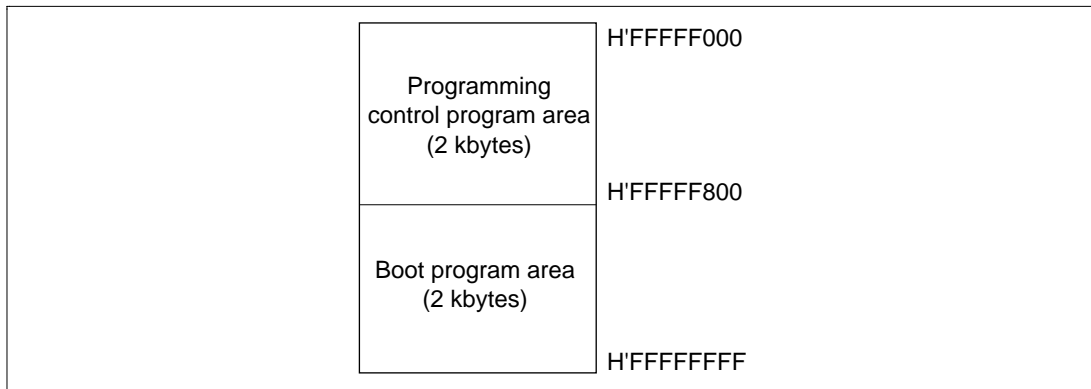 H'FFFFF000
Programming
control program area
(2 kbytes)
H'FFFFF800
Boot program area
(2 kbytes)
H'FFFFFFFF